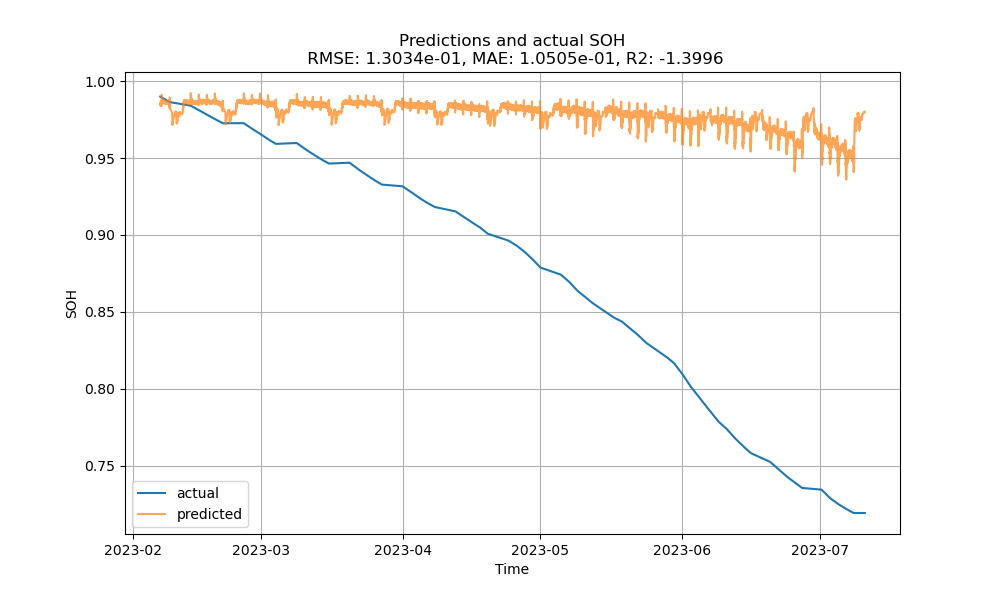 Predictions and actual SOH
RMSE: 1.3034e-01, MAE: 1.0505e-01, R2: -1.3996
1.00
0.95
0.90
0.85
0.80
0.75
SOH
actual
predicted
2023-02 2023-03 2023-04 2023-05 2023-06 2023-07
Time